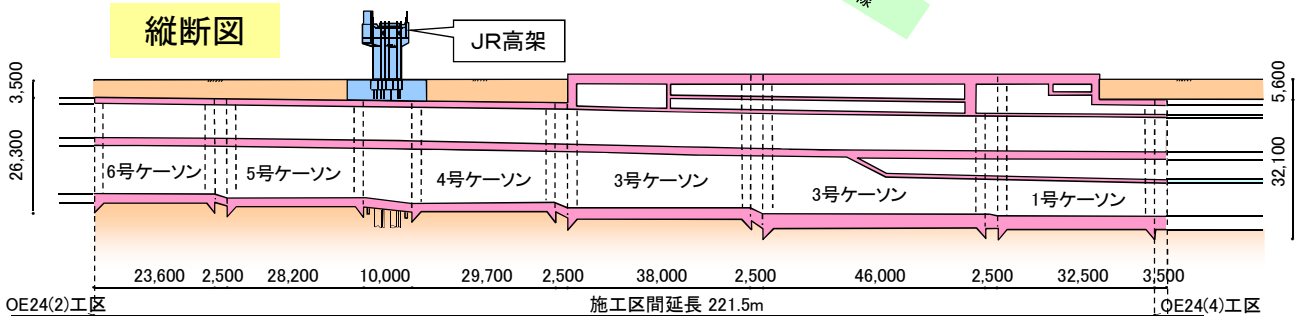 線
縦断図
JR高架
3,500
26,300
5,600
32,100
6号ケーソン
5号ケーソン
4号ケーソン
3号ケーソン
3号ケーソン
1号ケーソン
23,600 2,500 28,200 10,000 29,700 2,500 38,000 2,500 46,000 2,500 32,500 3,500
OE24(2)工区 施工区間延長 221.5m OE24(4)工区